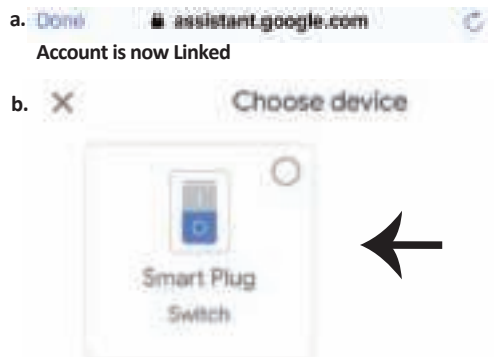 a. Done assistant.google.com
Account is now Linked
b. Choose device
Smart Plug
Switch